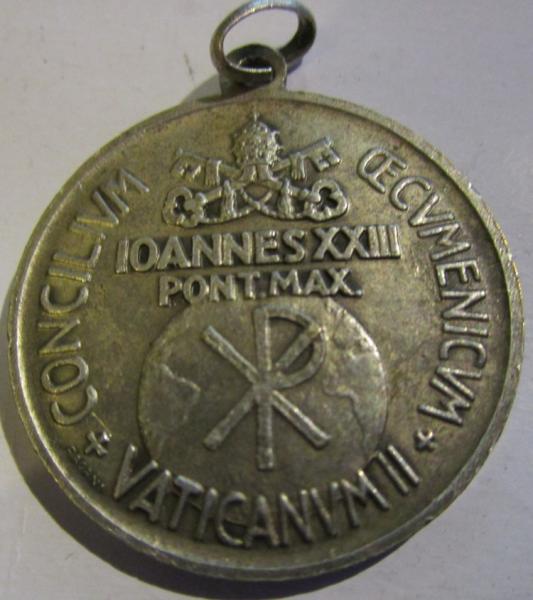 CONCILIVM ŒCVMENICVM
IOANNES XXIII
PONT. MAX.
VATICANVM II